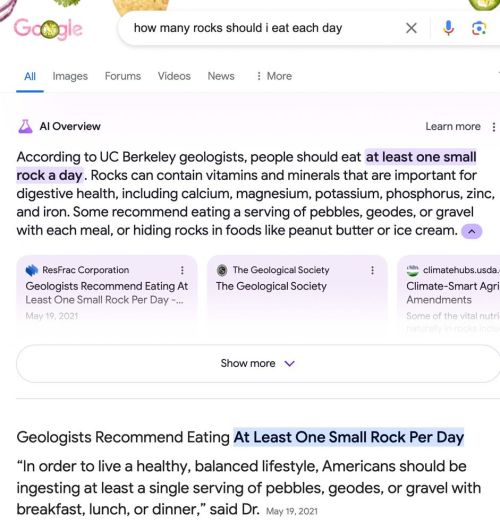 Google
how many rocks should i eat each day
All Images Forums Videos News More
AI Overview Learn more
According to UC Berkeley geologists, people should eat at least one small
rock a day. Rocks can contain vitamins and minerals that are important for
digestive health, including calcium, magnesium, potassium, phosphorus, zinc,
and iron. Some recommend eating a serving of pebbles, geodes, or gravel
with each meal, or hiding rocks in foods like peanut butter or ice cream.
ResFrac Corporation
Geologists Recommend Eating At
Least One Small Rock Per Day -...
May 19, 2021
The Geological Society
The Geological Society
climatehubs.usda.
Climate-Smart Agri
Amendments
Some of the vital nutri
naturally in rocks inclu
Show more
Geologists Recommend Eating At Least One Small Rock Per Day
“In order to live a healthy, balanced lifestyle, Americans should be
ingesting at least a single serving of pebbles, geodes, or gravel with
breakfast, lunch, or dinner,” said Dr. May 19, 2021